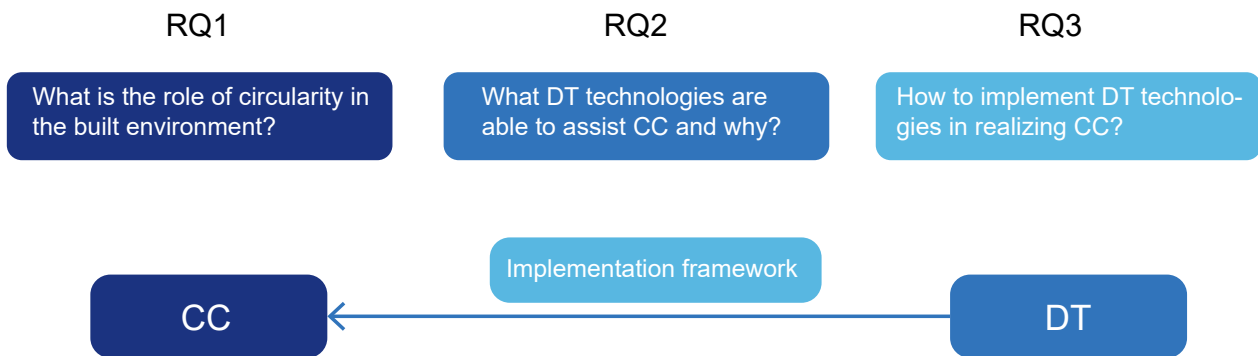 RQ1
RQ2
RQ3
What is the role of circularity in
the built environment?
What DT technologies are
able to assist CC and why?
How to implement DT technolo-
gies in realizing CC?
Implementation framework
CC
DT